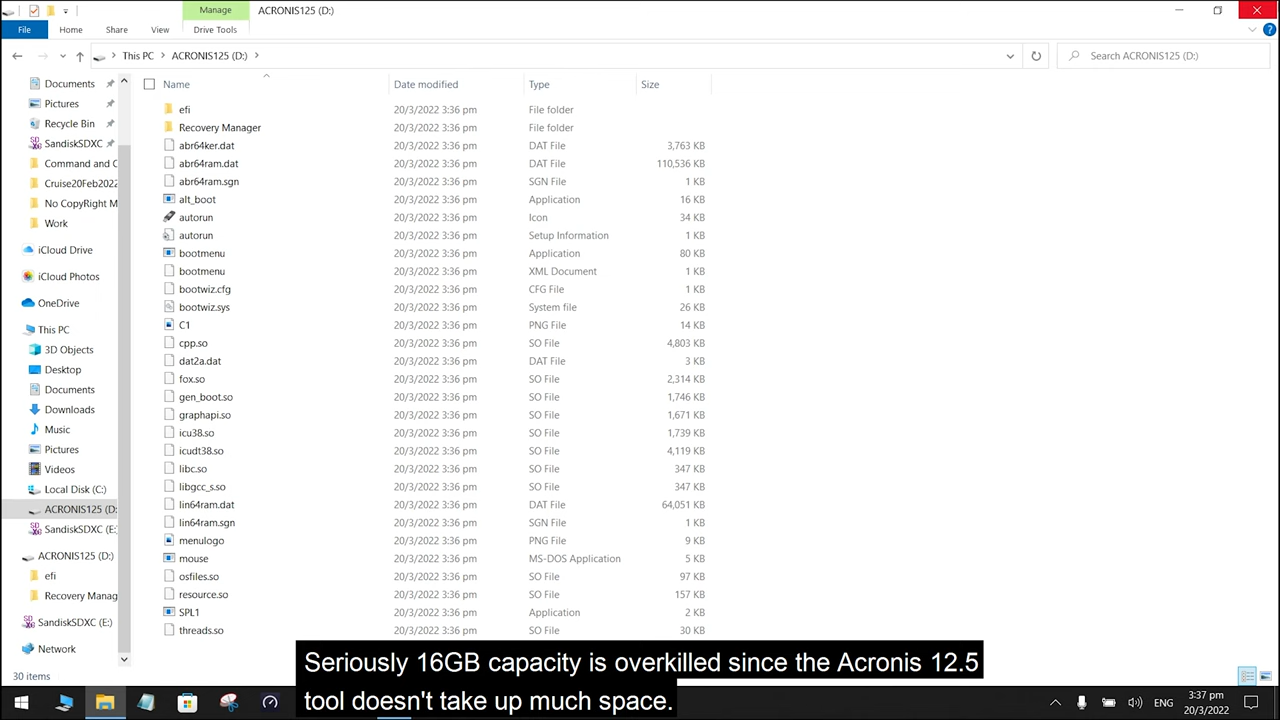 Manage ACRONIS125 (D:)
File Home Share View Drive Tools
This PC ACRONIS125 (D:) Search ACRONIS125 (D:)
Documents
Pictures
Recycle Bin
SandiskSDXC
Command and C
Cruise20Feb2022
No CopyRight M
Work
iCloud Drive
iCloud Photos
OneDrive
This PC
3D Objects
Desktop
Documents
Downloads
Music
Pictures
Videos
Local Disk (C:)
ACRONIS125 (D:
SandiskSDXC (E:
ACRONIS125 (D:)
efi
Recovery Manag
SandiskSDXC (E:)
Network
Name Date modified Type Size
efi 20/3/2022 3:36 pm File folder
Recovery Manager 20/3/2022 3:36 pm File folder
abr64ker.dat 20/3/2022 3:36 pm DAT File 3,763 KB
abr64ram.dat 20/3/2022 3:36 pm DAT File 110,536 KB
abr64ram.sgn 20/3/2022 3:36 pm SGN File 1 KB
alt_boot 20/3/2022 3:36 pm Application 16 KB
autorun 20/3/2022 3:36 pm Icon 34 KB
autorun 20/3/2022 3:36 pm Setup Information 1 KB
bootmenu 20/3/2022 3:36 pm Application 80 KB
bootmenu 20/3/2022 3:36 pm XML Document 1 KB
bootwiz.cfg 20/3/2022 3:36 pm CFG File 1 KB
bootwiz.sys 20/3/2022 3:36 pm System file 26 KB
C1 20/3/2022 3:36 pm PNG File 14 KB
cpp.so 20/3/2022 3:36 pm SO File 4,803 KB
dat2a.dat 20/3/2022 3:36 pm DAT File 3 KB
fox.so 20/3/2022 3:36 pm SO File 2,314 KB
gen_boot.so 20/3/2022 3:36 pm SO File 1,746 KB
graphapi.so 20/3/2022 3:36 pm SO File 1,671 KB
icu38.so 20/3/2022 3:36 pm SO File 1,739 KB
icudt38.so 20/3/2022 3:36 pm SO File 4,119 KB
libc.so 20/3/2022 3:36 pm SO File 347 KB
libgcc_s.so 20/3/2022 3:36 pm SO File 347 KB
lin64ram.dat 20/3/2022 3:36 pm DAT File 64,051 KB
lin64ram.sgn 20/3/2022 3:36 pm SGN File 1 KB
menulogo 20/3/2022 3:36 pm PNG File 9 KB
mouse 20/3/2022 3:36 pm MS-DOS Application 5 KB
osfiles.so 20/3/2022 3:36 pm SO File 97 KB
resource.so 20/3/2022 3:36 pm SO File 157 KB
SPL1 20/3/2022 3:36 pm Application 2 KB
threads.so 20/3/2022 3:36 pm SO File 30 KB
Seriously 16GB capacity is overkilled since the Acronis 12.5
tool doesn't take up much space.
30 items
ENG 3:37 pm
20/3/2022